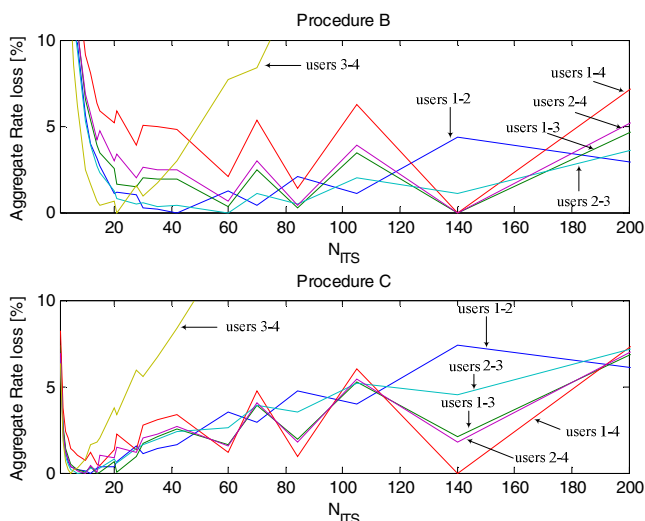 Procedure B
Aggregate Rate loss [%]
10
5
0
20 40 60 80 100 120 140 160 180 200
N_ITS
users 3-4
users 1-2
users 1-4
users 2-4
users 1-3
users 2-3
Procedure C
Aggregate Rate loss [%]
10
5
0
20 40 60 80 100 120 140 160 180 200
N_ITS
users 3-4
users 1-2
users 2-3
users 1-3
users 1-4
users 2-4